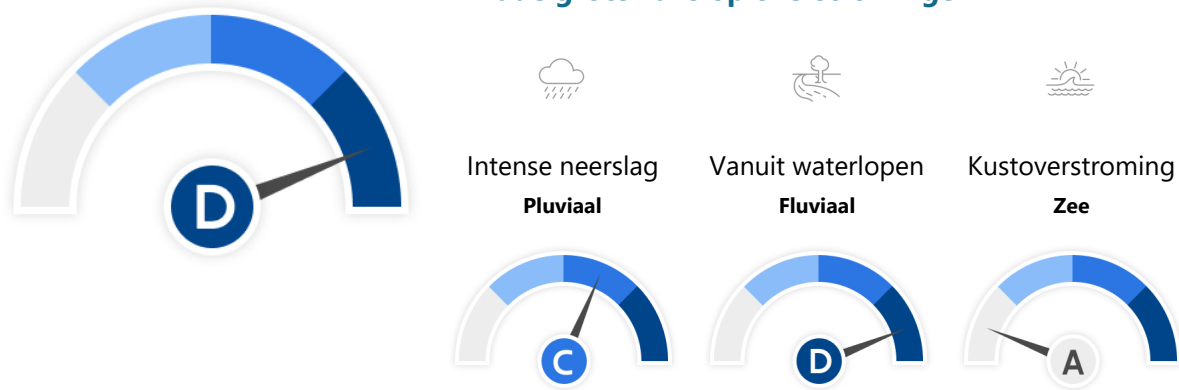 D
Intense neerslag
Pluviaal
C
Vanuit waterlopen
Fluviaal
D
Kustoverstroming
Zee
A